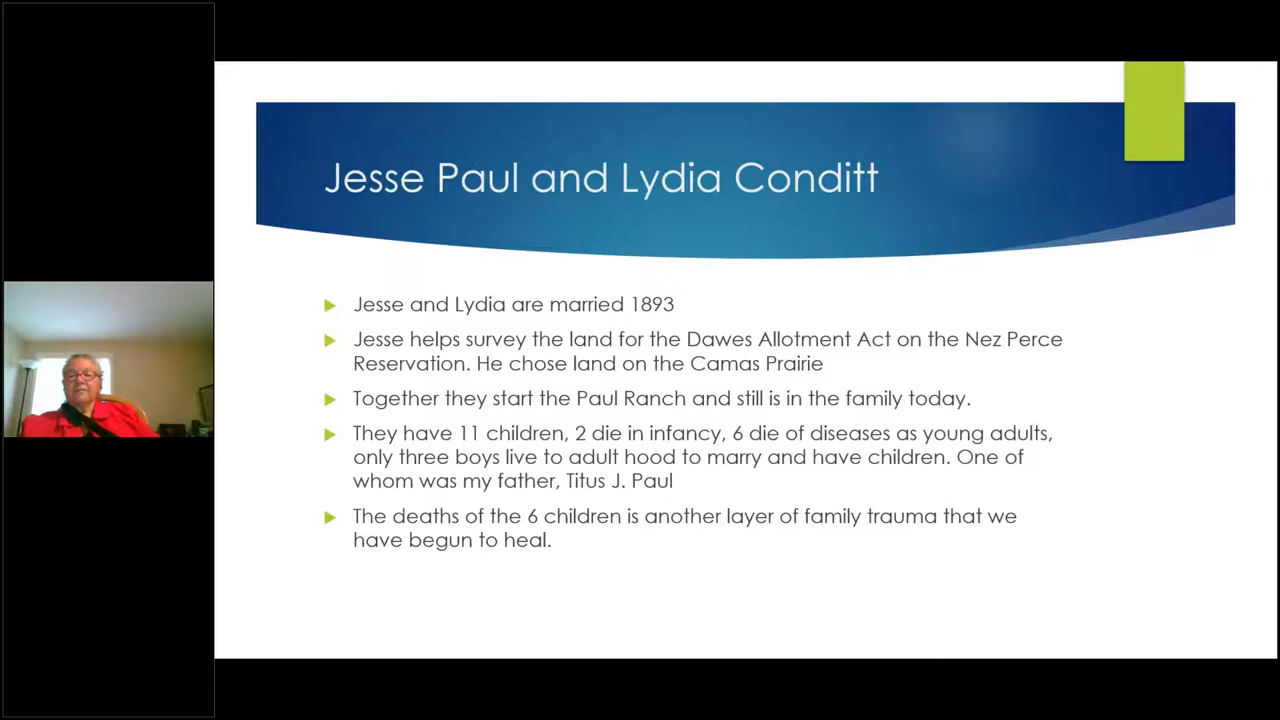 Jesse Paul and Lydia Conditt
Jesse and Lydia are married 1893
Jesse helps survey the land for the Dawes Allotment Act on the Nez Perce
Reservation. He chose land on the Camas Prairie
Together they start the Paul Ranch and still is in the family today.
They have 11 children, 2 die in infancy, 6 die of diseases as young adults,
only three boys live to adult hood to marry and have children. One of
whom was my father, Titus J. Paul
The deaths of the 6 children is another layer of family trauma that we
have begun to heal.